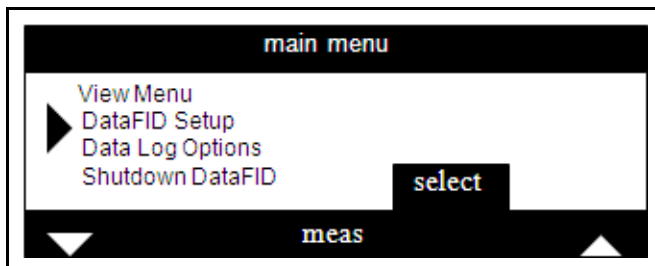 main menu
View Menu
DataFID Setup
Data Log Options
Shutdown DataFID
select
meas